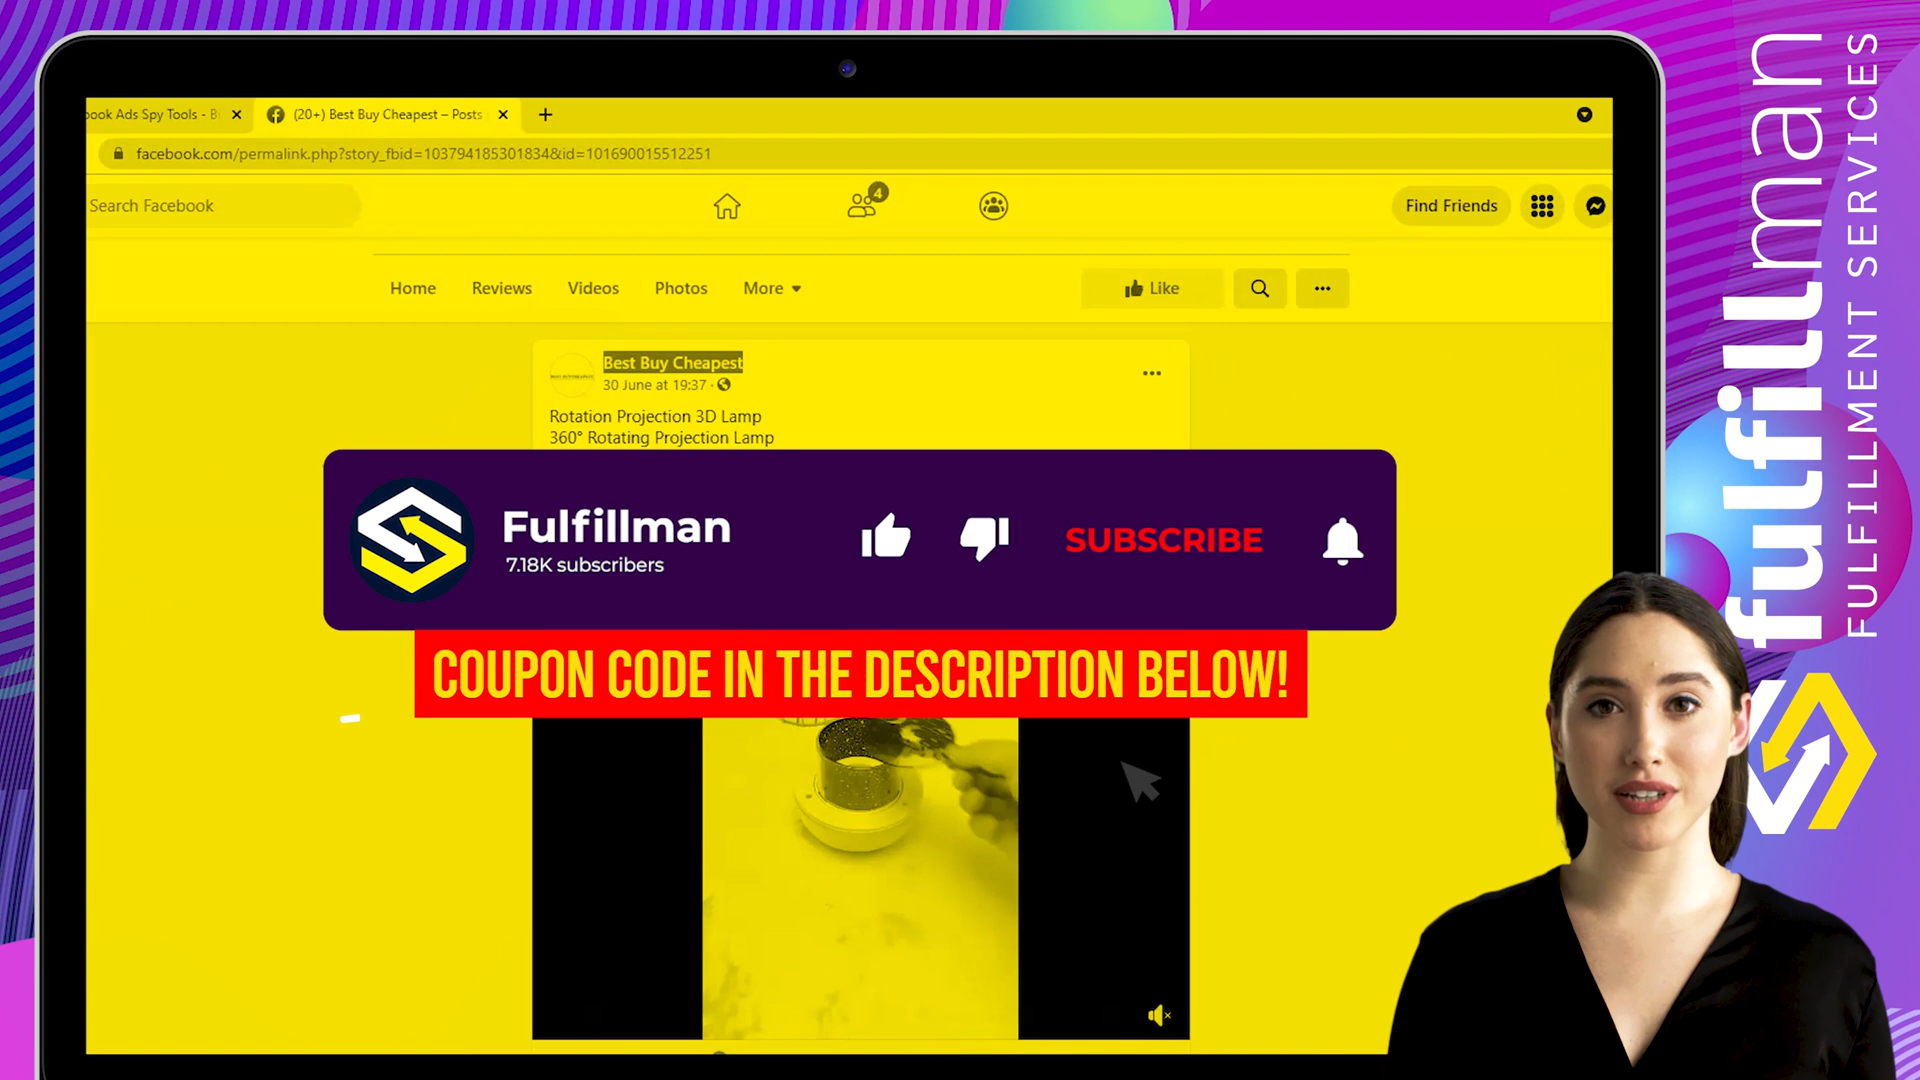 ook Ads Spy Tools - Bi
(20+) Best Buy Cheapest – Posts
facebook.com/permalink.php?story_fbid=103794185301834&id=101690015512251
Search Facebook
4
Find Friends
Home
Reviews
Videos
Photos
More
Like
Best Buy Cheapest
30 June at 19:37
Rotation Projection 3D Lamp
360° Rotating Projection Lamp
Fulfillman
7.18K subscribers
SUBSCRIBE
COUPON CODE IN THE DESCRIPTION BELOW!
fulfillman
FULFILLMENT SERVICES